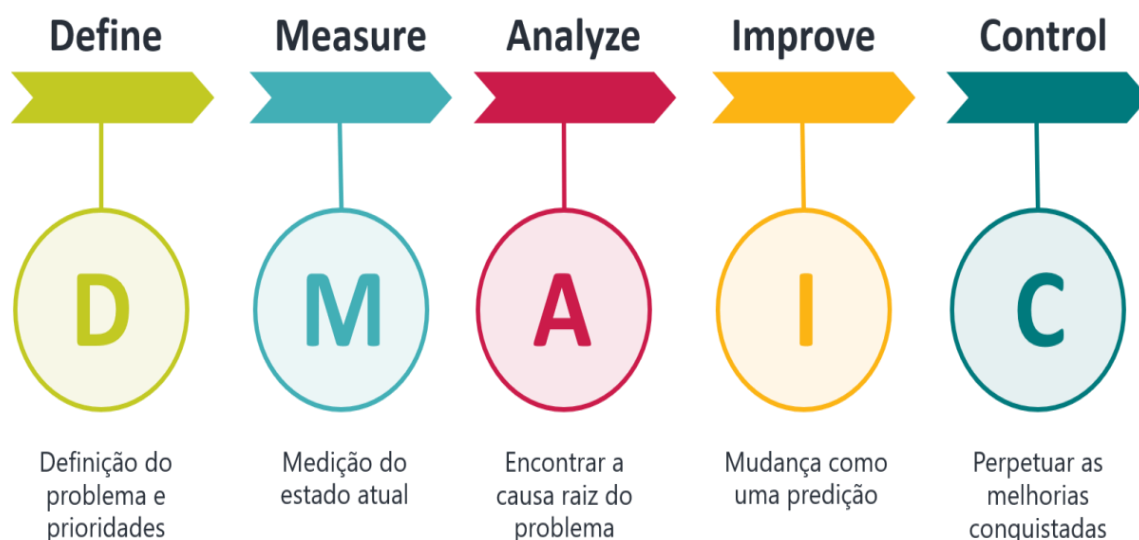 Define
Measure
Analyze
Improve
Control
D
M
A
I
C
Definição do
problema e
prioridades
Medição do
estado atual
Encontrar a
causa raiz do
problema
Mudança como
uma predição
Perpetuar as
melhorias
conquistadas